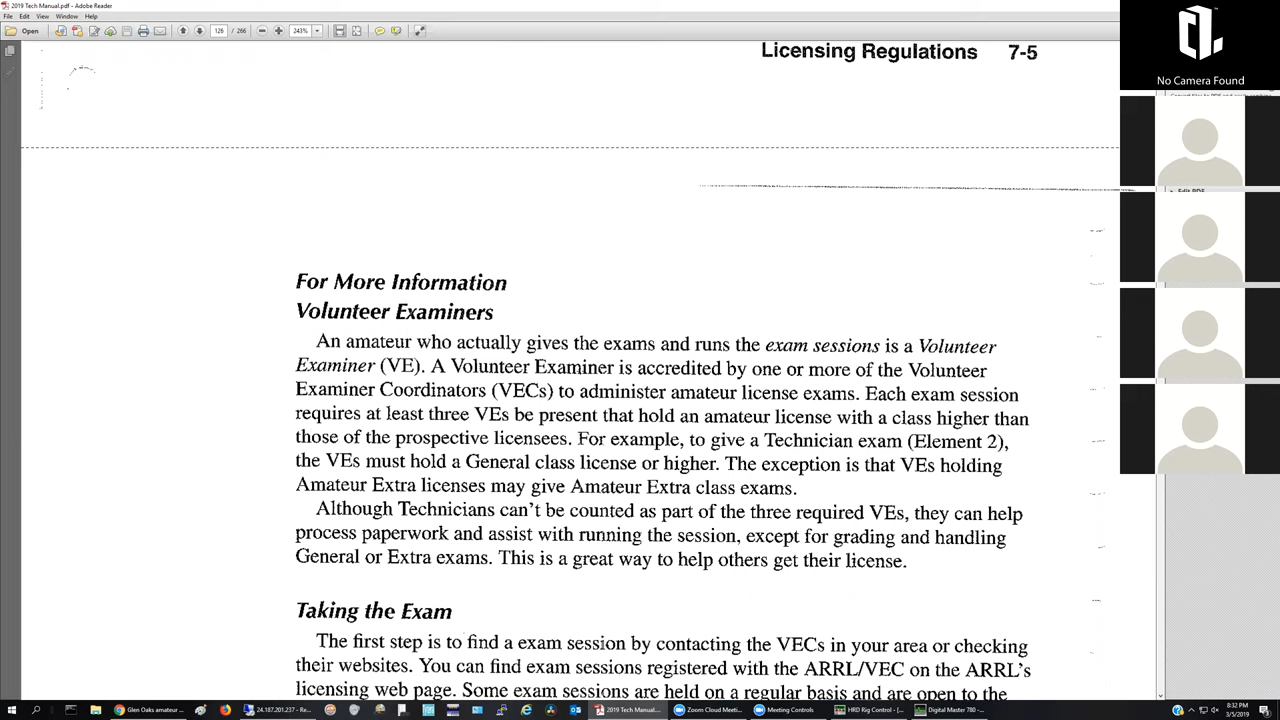 2019 Tech Manual.pdf - Adobe Reader
File Edit View Window Help
Open 126 / 266 243%
Licensing Regulations 7-5
No Camera Found
For More Information
Volunteer Examiners
An amateur who actually gives the exams and runs the exam sessions is a Volunteer
Examiner (VE). A Volunteer Examiner is accredited by one or more of the Volunteer
Examiner Coordinators (VECs) to administer amateur license exams. Each exam session
requires at least three VEs be present that hold an amateur license with a class higher than
those of the prospective licensees. For example, to give a Technician exam (Element 2),
the VEs must hold a General class license or higher. The exception is that VEs holding
Amateur Extra licenses may give Amateur Extra class exams.
Although Technicians can't be counted as part of the three required VEs, they can help
process paperwork and assist with running the session, except for grading and handling
General or Extra exams. This is a great way to help others get their license.
Taking the Exam
The first step is to find a exam session by contacting the VECs in your area or checking
their websites. You can find exam sessions registered with the ARRL/VEC on the ARRL's
licensing web page. Some exam sessions are held on a regular basis and are open to the
Glen Oaks amateur ... 24.187.201.237 - Re... 2019 Tech Manual.... Zoom Cloud Meeti... Meeting Controls HRD Rig Control - ... Digital Master 780 -... 8:32 PM
3/5/2019